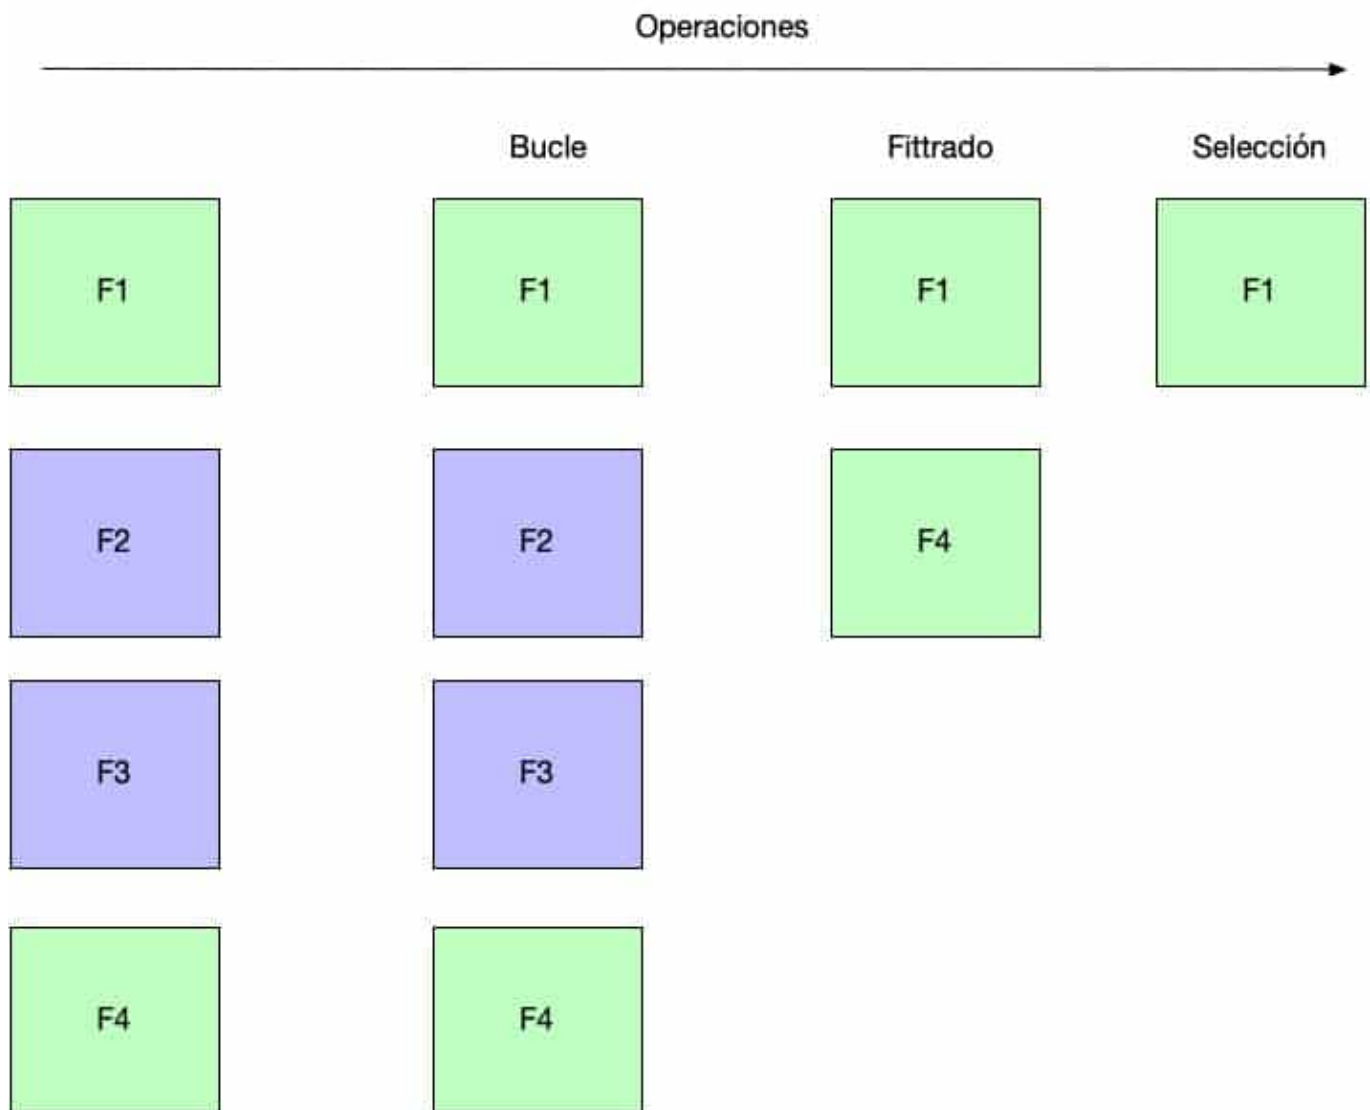 Operaciones
Bucle Fittrado Selección
F1 F1 F1 F1
F2 F2 F4
F3 F3
F4 F4